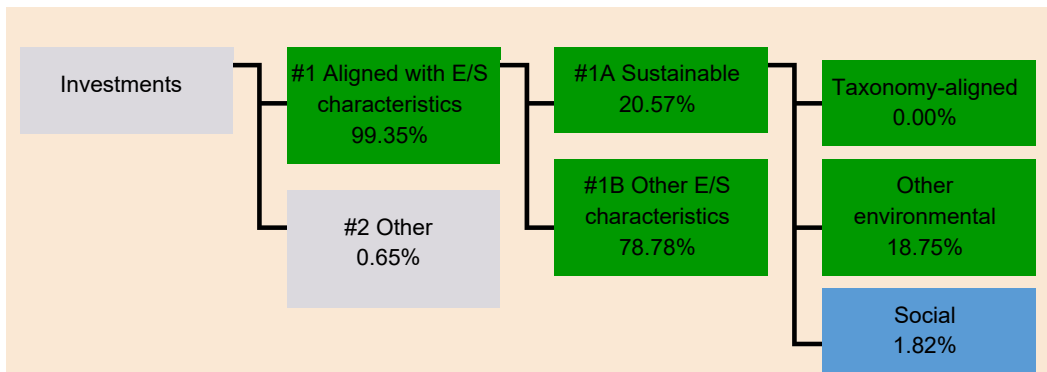 Investments
#1 Aligned with E/S
characteristics
99.35%
#2 Other
0.65%
#1A Sustainable
20.57%
#1B Other E/S
characteristics
78.78%
Taxonomy-aligned
0.00%
Other
environmental
18.75%
Social
1.82%